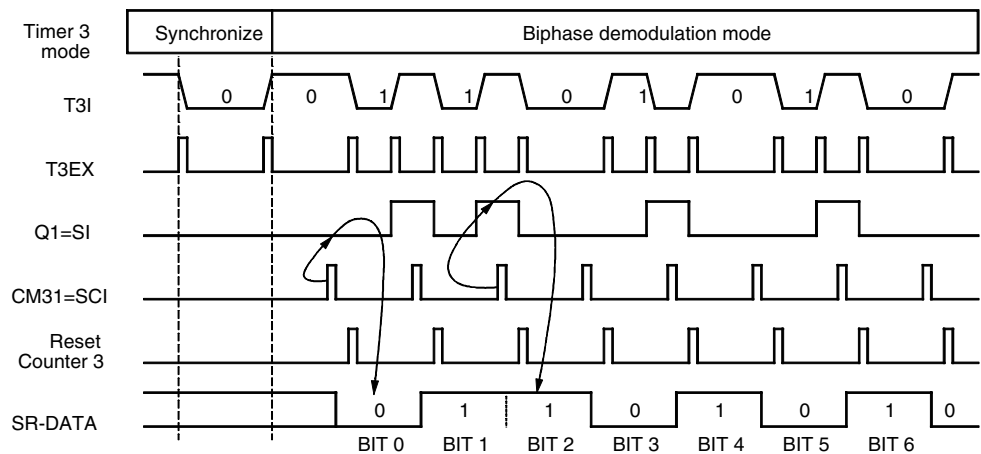 Timer 3
mode
Synchronize
Biphase demodulation mode
T3I
0 0 1 1 0 1 0 1 0
T3EX
Q1=SI
CM31=SCI
Reset
Counter 3
SR-DATA
0 1 1 0 1 0 1 0
BIT 0 BIT 1 BIT 2 BIT 3 BIT 4 BIT 5 BIT 6